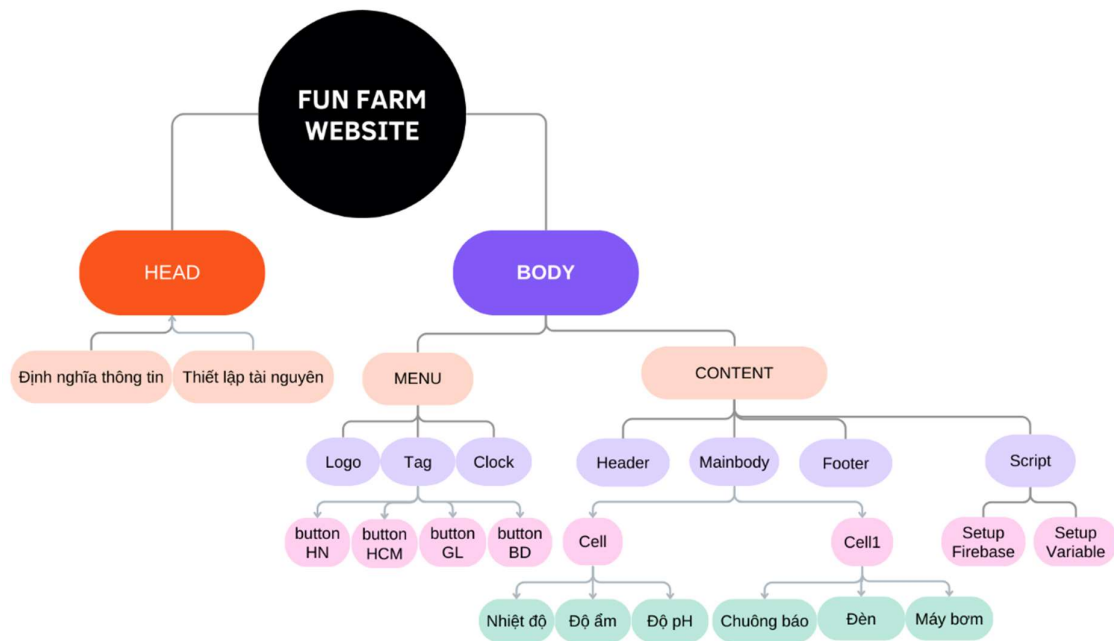 FUN FARM
WEBSITE
HEAD
BODY
Định nghĩa thông tin
Thiết lập tài nguyên
MENU
CONTENT
Logo
Tag
Clock
Header
Mainbody
Footer
Script
button
HN
button
HCM
button
GL
button
BD
Cell
Cell1
Setup
Firebase
Setup
Variable
Nhiệt độ
Độ ẩm
Độ pH
Chuông báo
Đèn
Máy bơm